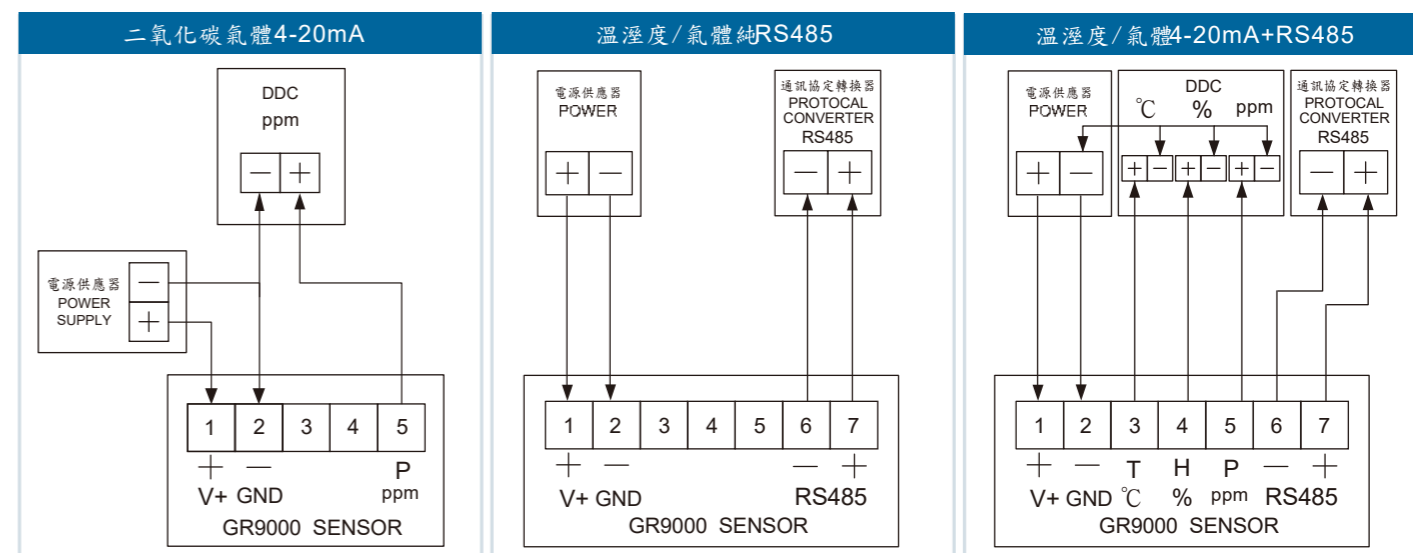 二氧化碳氣體4-20mA
DDC
ppm
− +
電源供應器
POWER
SUPPLY
−
+
1 2 3 4 5
+ − P
V+ GND ppm
GR9000 SENSOR
溫溼度/氣體純RS485
電源供應器
POWER
+ −
通訊協定轉換器
PROTOCAL
CONVERTER
RS485
− +
1 2 3 4 5 6 7
+ − − +
V+ GND RS485
GR9000 SENSOR
溫溼度/氣體4-20mA+RS485
電源供應器
POWER
+ −
DDC
℃ % ppm
+ − + − + −
通訊協定轉換器
PROTOCAL
CONVERTER
RS485
− +
1 2 3 4 5 6 7
+ − T H P − +
V+ GND ℃ % ppm RS485
GR9000 SENSOR